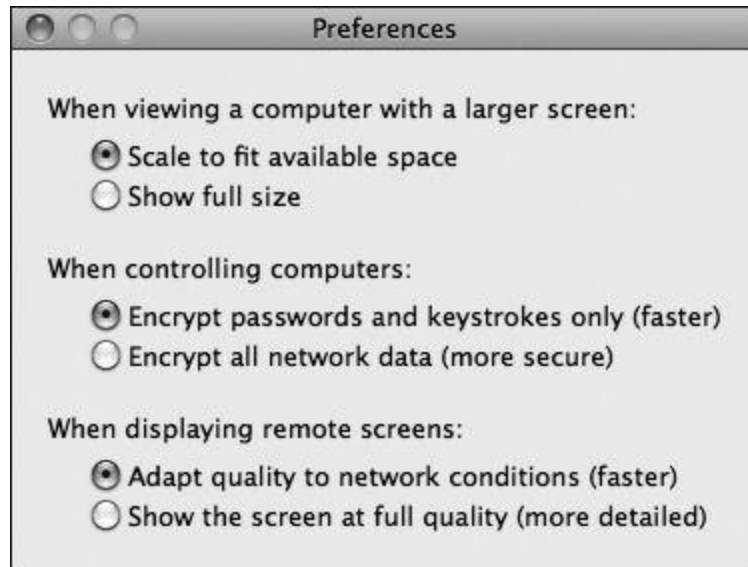 Preferences
When viewing a computer with a larger screen:
Scale to fit available space
Show full size
When controlling computers:
Encrypt passwords and keystrokes only (faster)
Encrypt all network data (more secure)
When displaying remote screens:
Adapt quality to network conditions (faster)
Show the screen at full quality (more detailed)